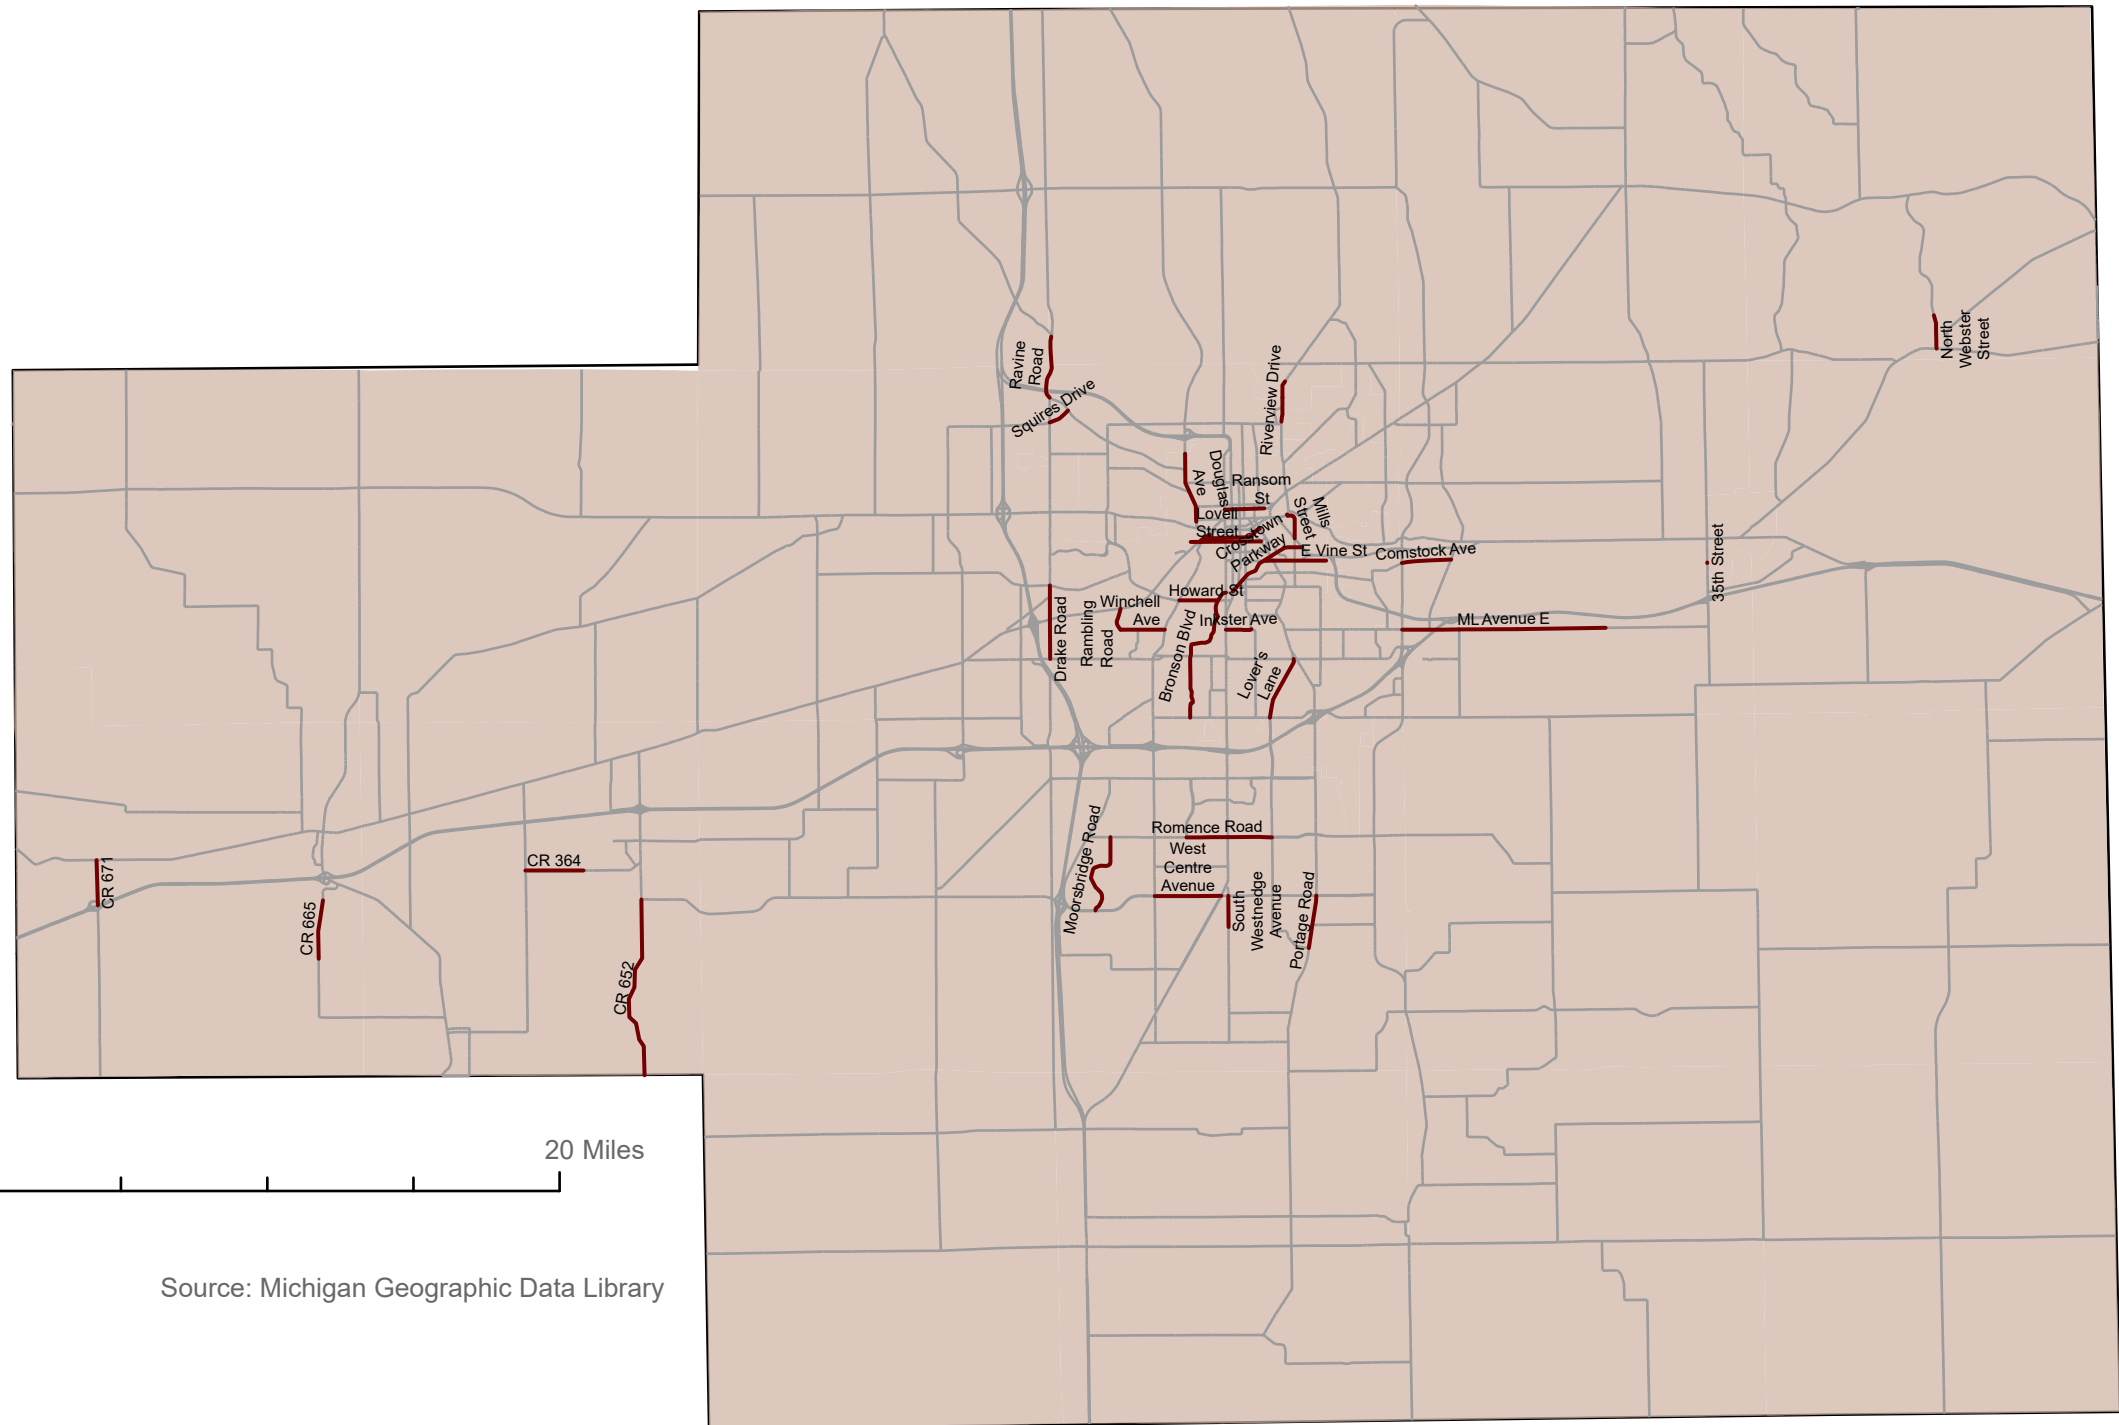 Ravine
Road
Squires Drive
Riverview Drive
North
Webster
Street
Douglas
Ave
Ransom
St
Lovell
Street
Mills
Street
Crosstown
Parkway
E Vine St
Comstock Ave
35th Street
Howard St
Winchell
Ave
Inkster Ave
ML Avenue E
Drake Road
Rambling
Road
Bronson Blvd
Lover's
Lane
Romence Road
West
Centre
Avenue
Moorsbridge Road
South
Westnedge
Avenue
Portage Road
CR 671
CR 665
CR 364
CR 652
20 Miles
Source: Michigan Geographic Data Library